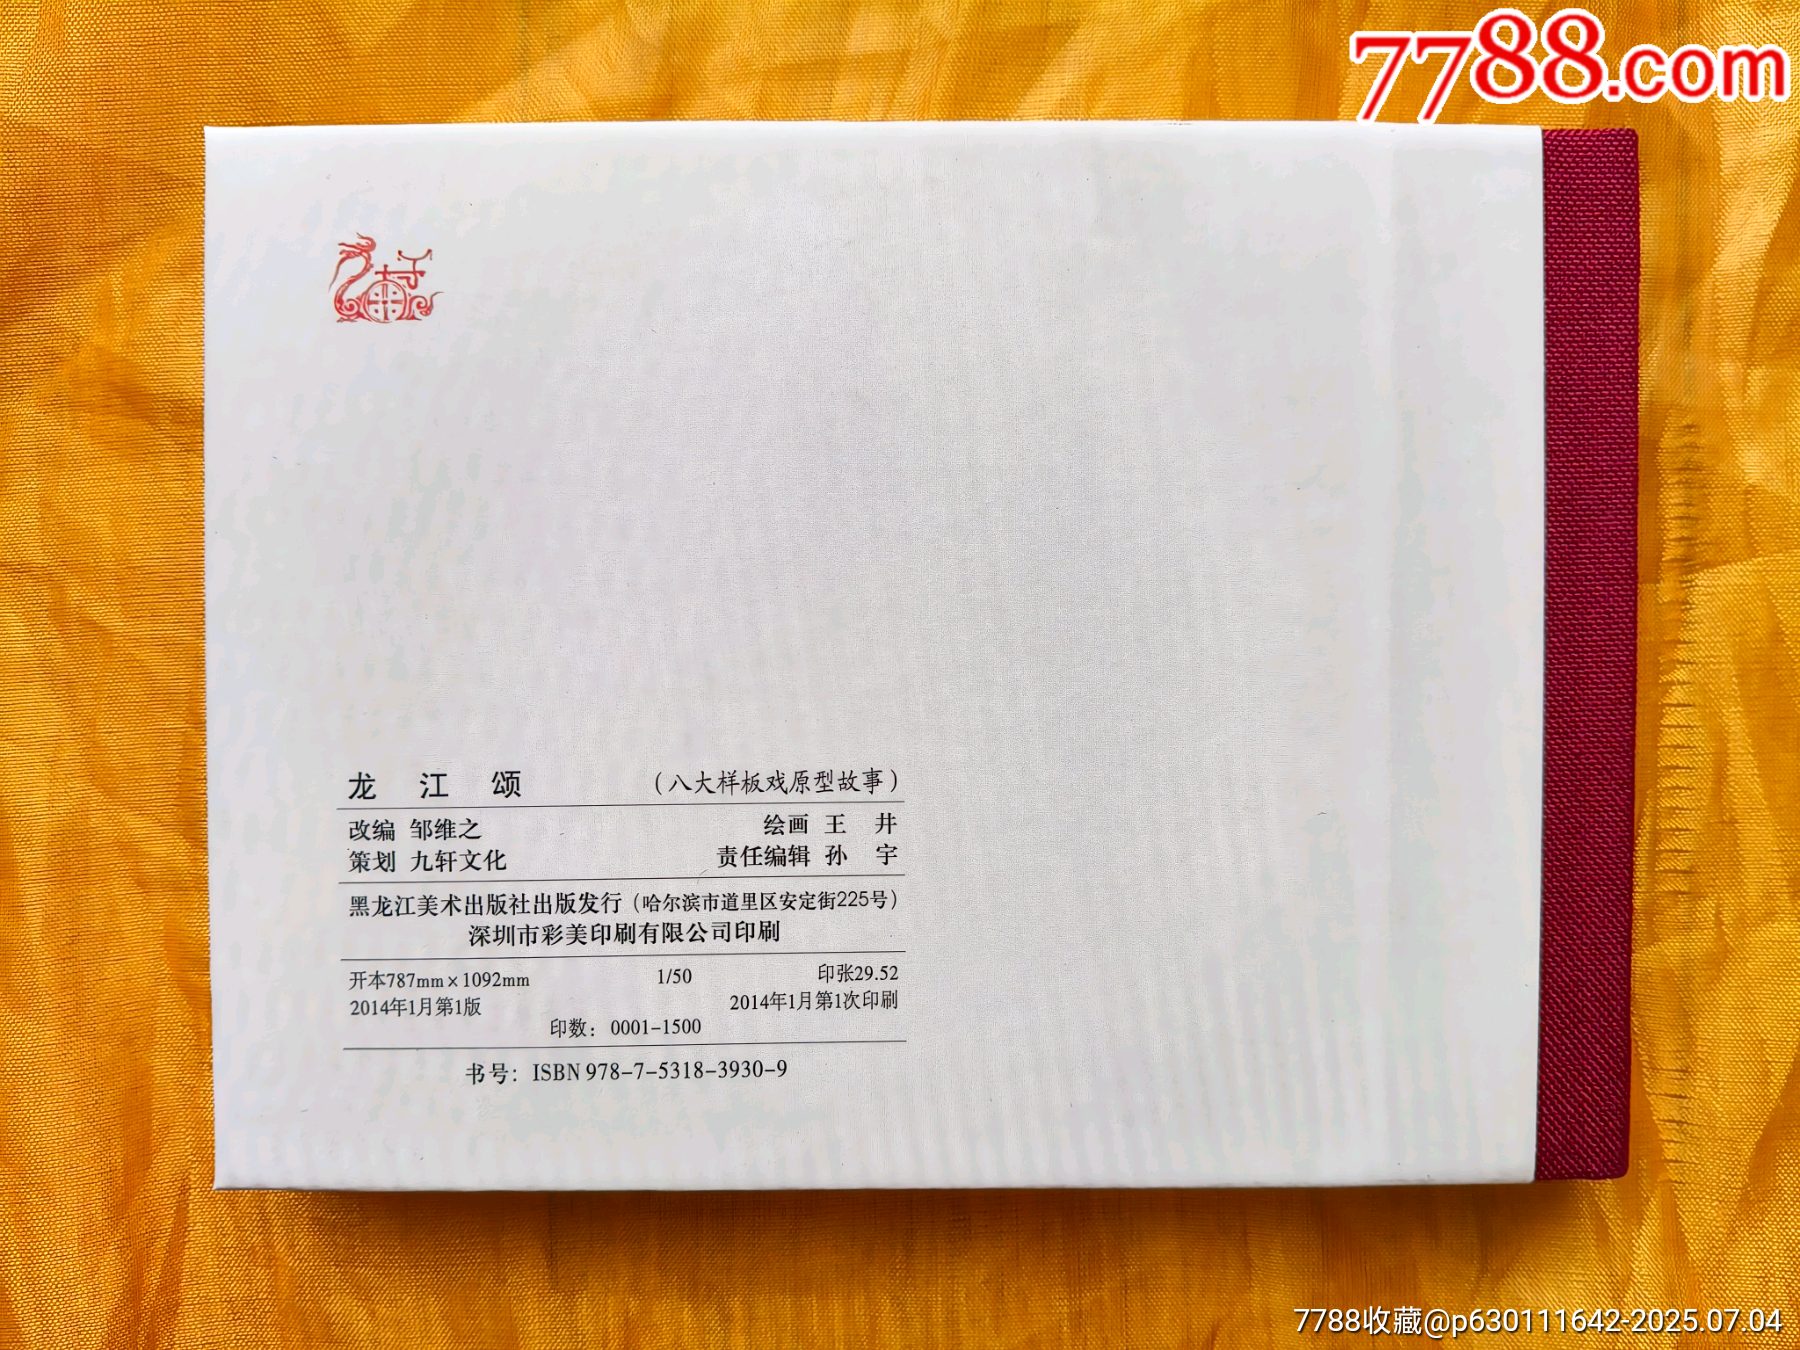 7788.com
龙 江 颂 （八大样板戏原型故事）
改编 邹维之 绘画 王 井
策划 九轩文化 责任编辑 孙 宇
黑龙江美术出版社出版发行（哈尔滨市道里区安定街225号）
深圳市彩美印刷有限公司印刷
开本787mm×1092mm 1/50 印张29.52
2014年1月第1版 2014年1月第1次印刷
印数：0001-1500
书号：ISBN 978-7-5318-3930-9
7788收藏@p630111642-2025.07.04